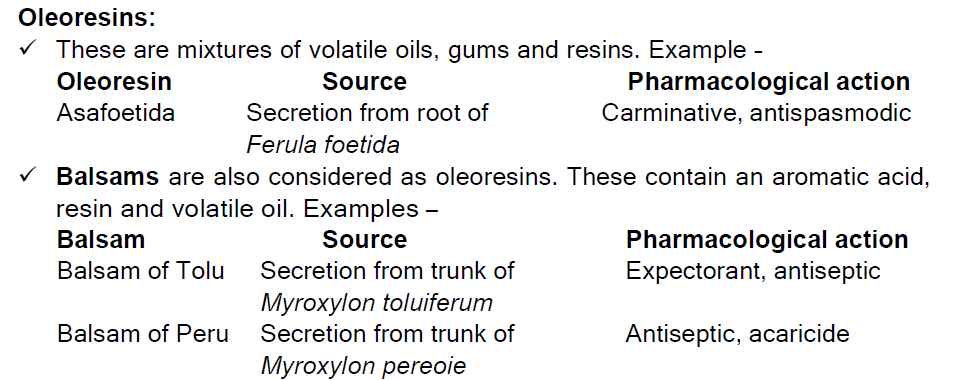 Oleoresins:
✓ These are mixtures of volatile oils, gums and resins. Example -
Oleoresin Source Pharmacological action
Asafoetida Secretion from root of Carminative, antispasmodic
Ferula foetida
✓ Balsams are also considered as oleoresins. These contain an aromatic acid,
resin and volatile oil. Examples –
Balsam Source Pharmacological action
Balsam of Tolu Secretion from trunk of Expectorant, antiseptic
Myroxylon toluiferum
Balsam of Peru Secretion from trunk of Antiseptic, acaricide
Myroxylon pereoie